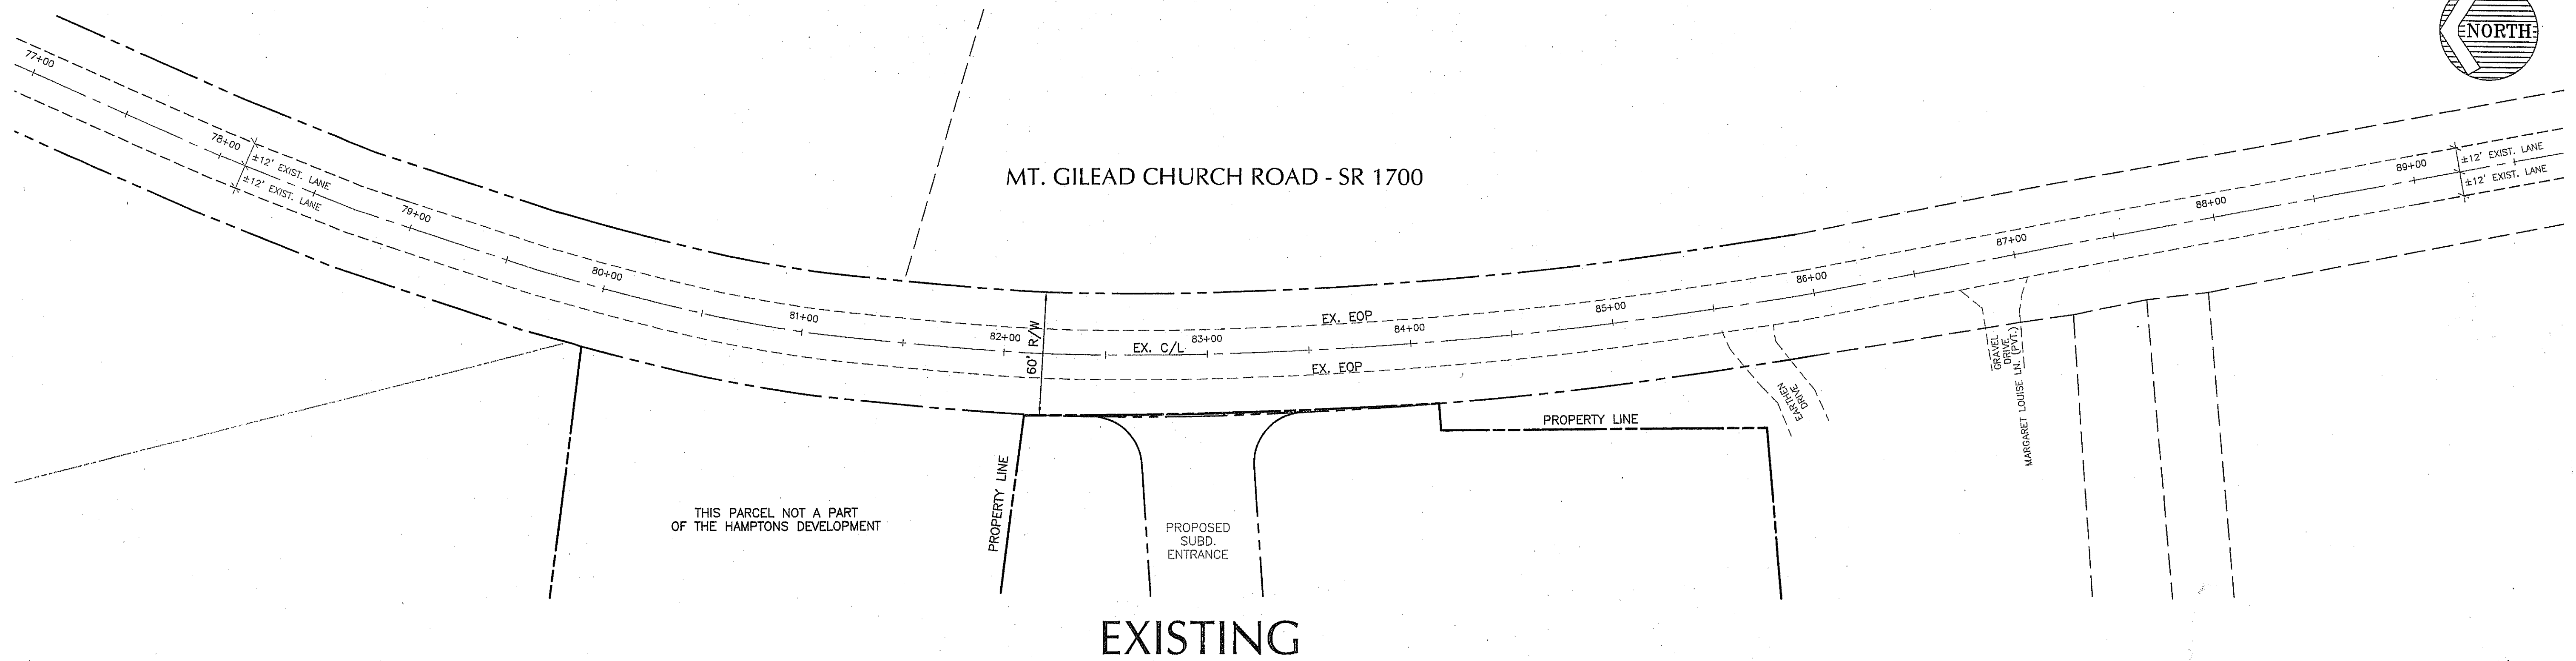 NORTH
77+00
78+00
±12' EXIST. LANE
±12' EXIST. LANE
79+00
80+00
81+00
82+00
60' R/W
EX. C/L
83+00
EX. EOP
EX. EOP
84+00
85+00
86+00
87+00
88+00
89+00
±12' EXIST. LANE
±12' EXIST. LANE
MT. GILEAD CHURCH ROAD - SR 1700
PROPERTY LINE
EARTHEN
DRIVE
GRAVEL
DRIVE
MARGARET LOUISE LN. (PVT.)
THIS PARCEL NOT A PART
OF THE HAMPTONS DEVELOPMENT
PROPERTY LINE
PROPOSED
SUBD.
ENTRANCE
EXISTING